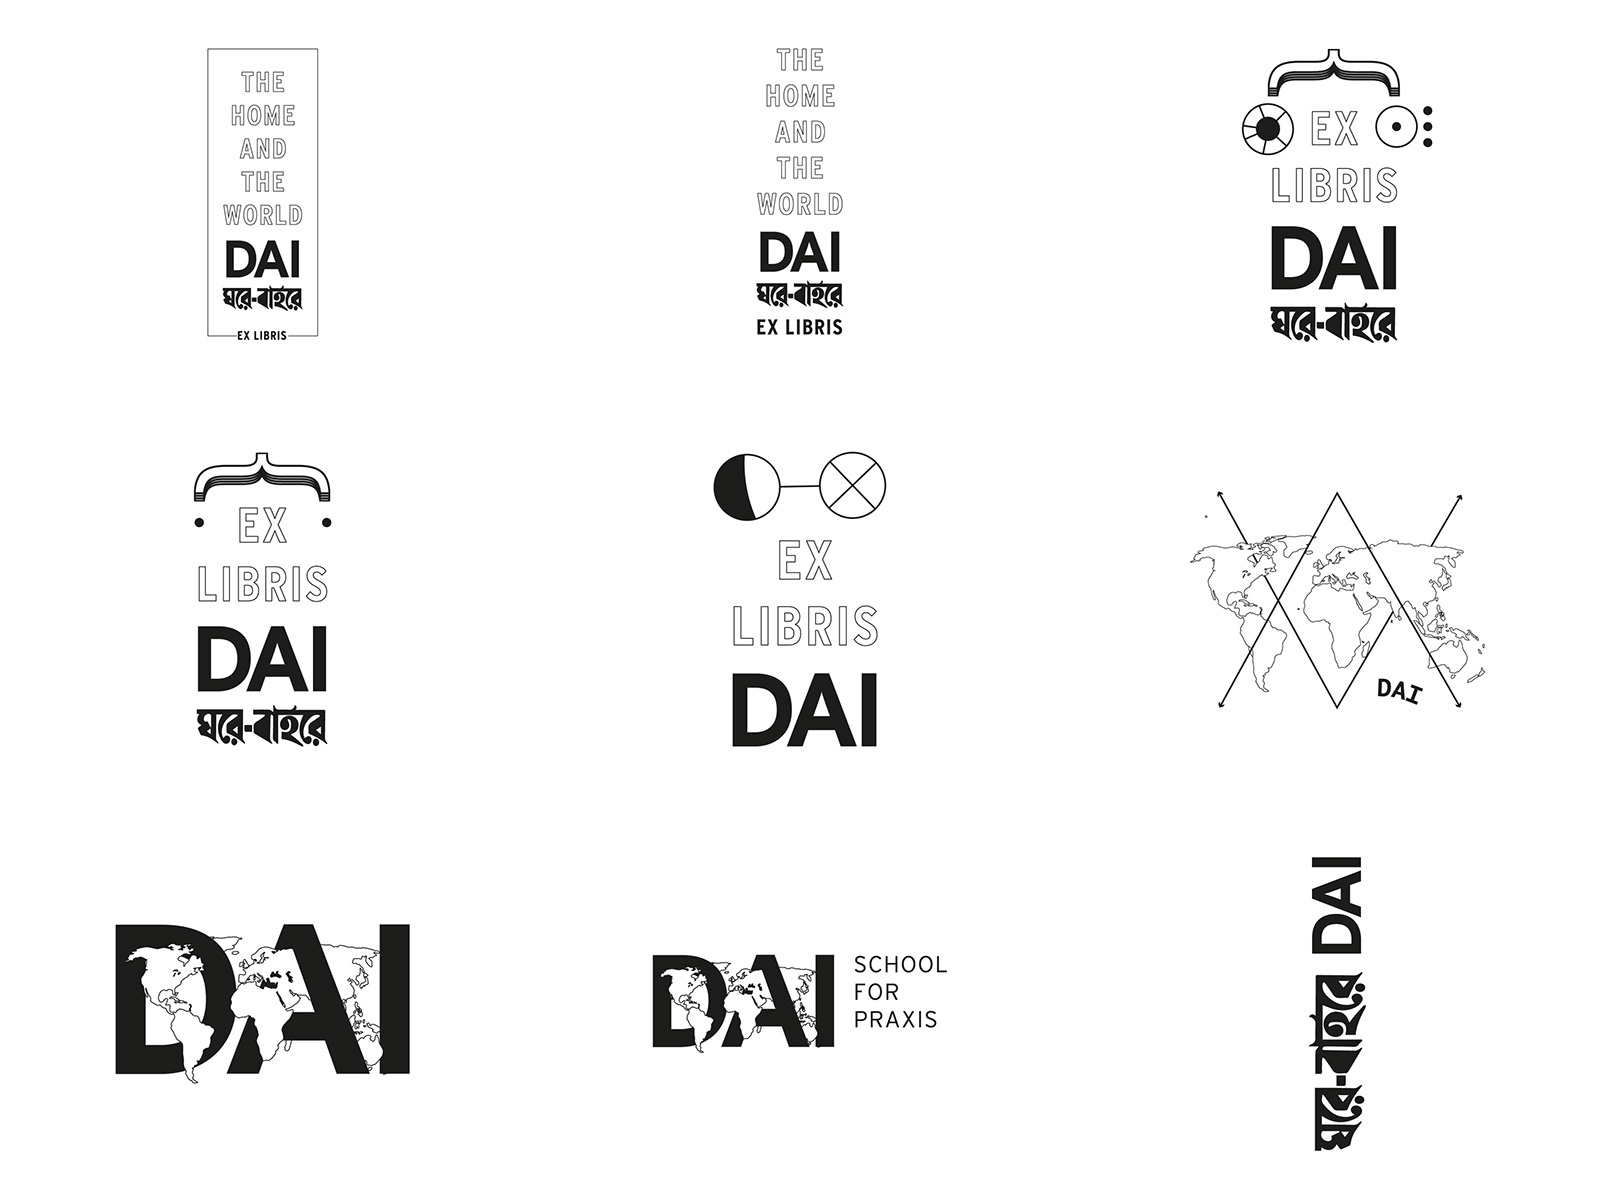 THE
HOME
AND
THE
WORLD
DAI
ঘরে-বাইরে
EX LIBRIS
THE
HOME
AND
THE
WORLD
DAI
ঘরে-বাইরে
EX LIBRIS
EX
LIBRIS
DAI
ঘরে-বাইরে
EX
LIBRIS
DAI
ঘরে-বাইরে
EX
LIBRIS
DAI
DAI
DAI
DAI
SCHOOL
FOR
PRAXIS
ঘরে-বাইরে DAI